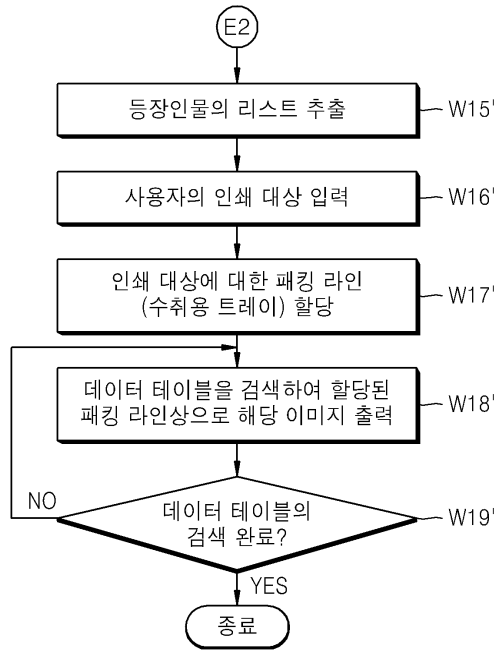 E2
등장인물의 리스트 추출
W15'
사용자의 인쇄 대상 입력
W16'
인쇄 대상에 대한 패킹 라인
(수취용 트레이) 할당
W17'
데이터 테이블을 검색하여 할당된
패킹 라인상으로 해당 이미지 출력
W18'
NO
데이터 테이블의
검색 완료?
W19'
YES
종료